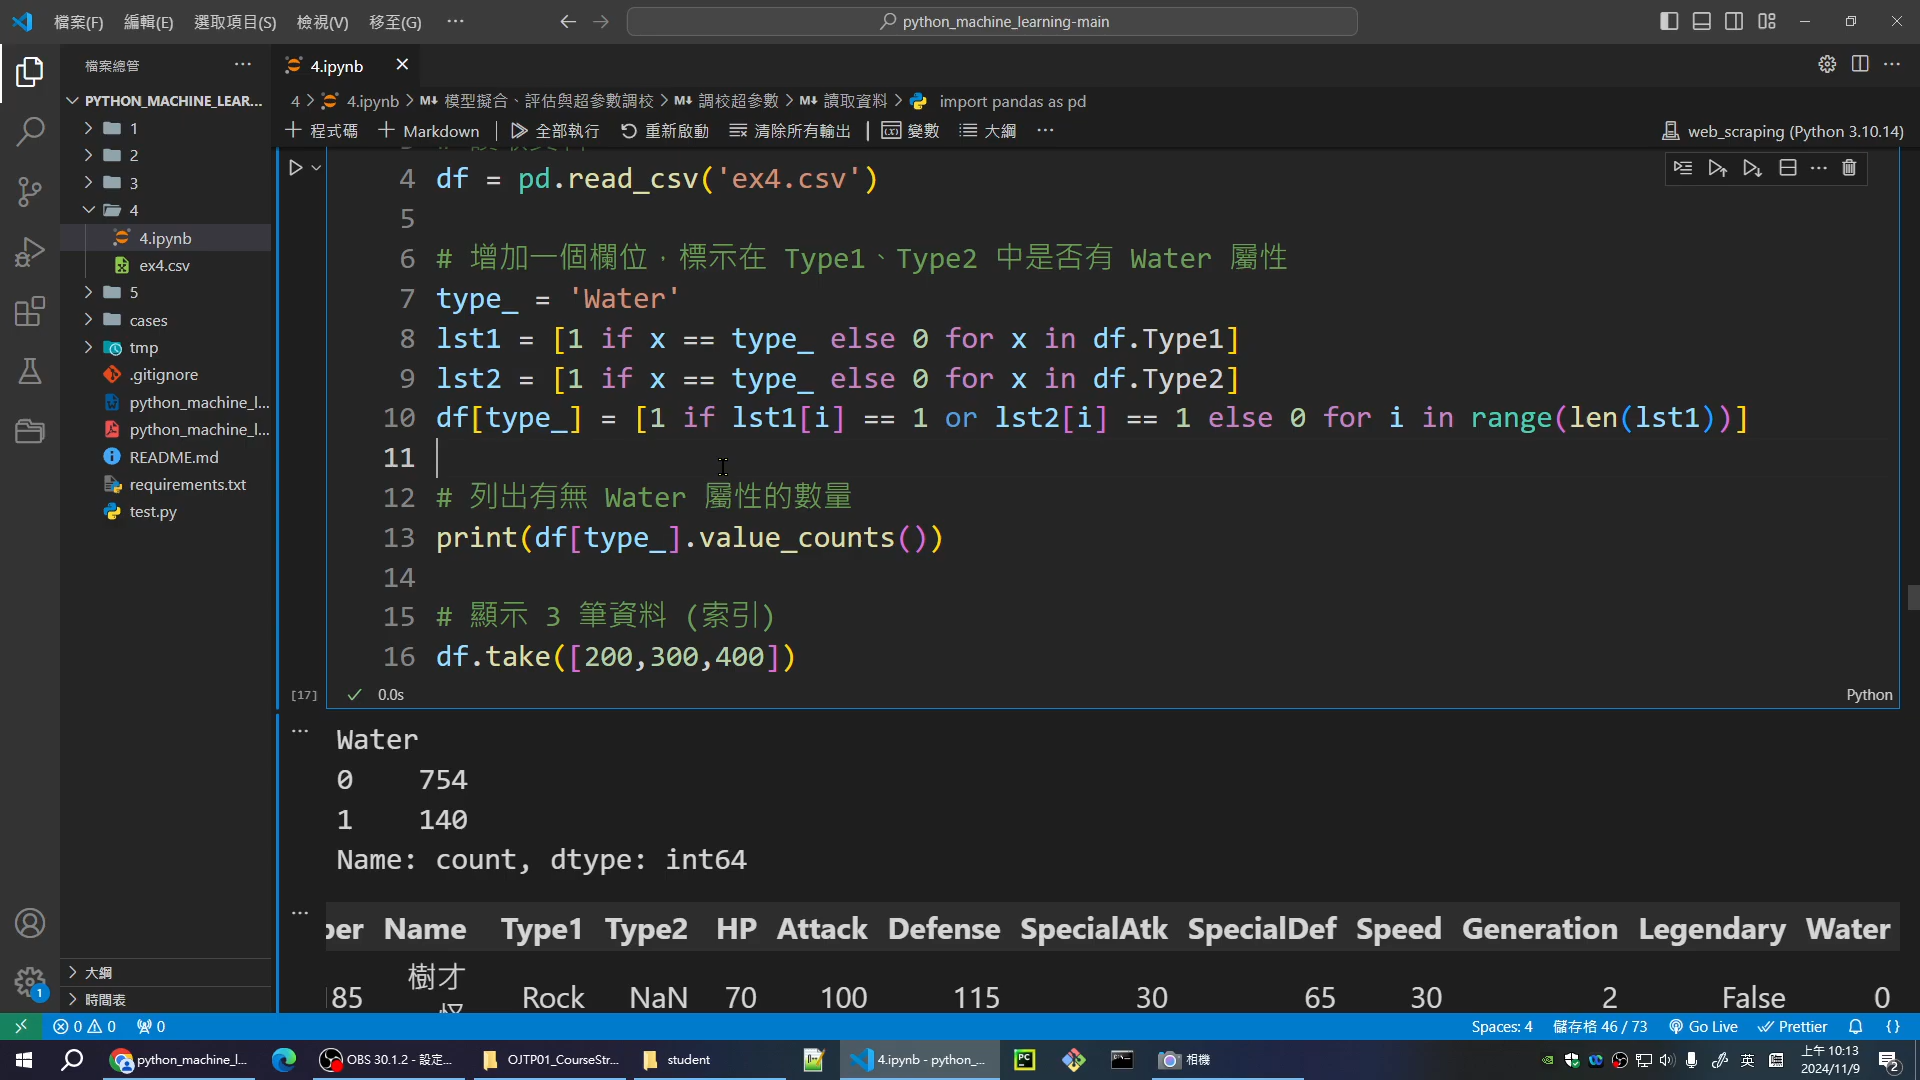 檔案(F) 編輯(E) 選取項目(S) 檢視(V) 移至(G) ··· python_machine_learning-main
檔案總管 ···
4.ipynb
PYTHON_MACHINE_LEAR...
1
2
3
4
4.ipynb
ex4.csv
5
cases
tmp
.gitignore
python_machine_l...
python_machine_l...
README.md
requirements.txt
test.py
大綱
時間表
4 > 4.ipynb > M↓ 模型擬合、評估與超參數調校 > M↓ 調校超參數 > M↓ 讀取資料 > import pandas as pd
+ 程式碼 + Markdown | 全部執行 重新啟動 清除所有輸出 | 變數 大綱 ···
web_scraping (Python 3.10.14)
4 df = pd.read_csv('ex4.csv')
5
6 # 增加一個欄位，標示在 Type1、Type2 中是否有 Water 屬性
7 type_ = 'Water'
8 lst1 = [1 if x == type_ else 0 for x in df.Type1]
9 lst2 = [1 if x == type_ else 0 for x in df.Type2]
10 df[type_] = [1 if lst1[i] == 1 or lst2[i] == 1 else 0 for i in range(len(lst1))]
11
12 # 列出有無 Water 屬性的數量
13 print(df[type_].value_counts())
14
15 # 顯示 3 筆資料 (索引)
16 df.take([200,300,400])
[17] 0.0s Python
Water
0 754
1 140
Name: count, dtype: int64
ber Name Type1 Type2 HP Attack Defense SpecialAtk SpecialDef Speed Generation Legendary Water
樹才
怪
185 Rock NaN 70 100 115 30 65 30 2 False 0
0 0 0 Spaces: 4 儲存格 46 / 73 Go Live Prettier
python_machine_l... OBS 30.1.2 - 設定... OJTP01_CourseStr... student 4.ipynb - python_... PC 相機 英
上午 10:13
2024/11/9
2
1